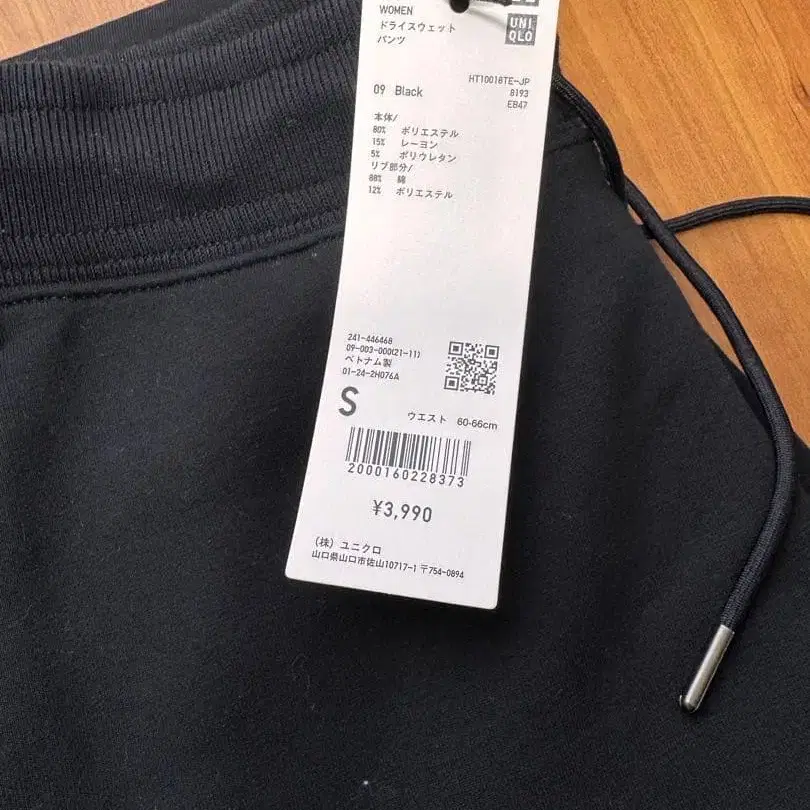 WOMEN
ドライスウェット
パンツ
UNI
QLO
HT10018TE-JP
09 Black
8193
EB47
本体/
80% ポリエステル
15% レーヨン
5% ポリウレタン
リブ部分/
88% 綿
12% ポリエステル
241-446468
09-003-000(21-11)
ベトナム製
01-24-2H076A
S
ウエスト 60-66cm
2000160228373
¥3,990
(株) ユニクロ
山口県山口市佐山10717-1 〒754-0894